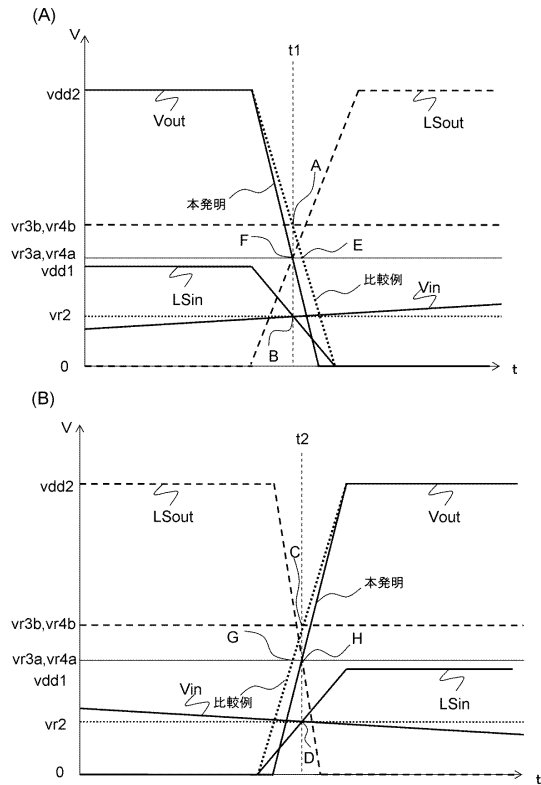 (A)
V
t1
vdd2
Vout
LSout
A
本発明
vr3b,vr4b
F
E
vr3a,vr4a
vdd1
比較例
Vin
LSin
vr2
B
0
t
(B)
V
t2
vdd2
LSout
Vout
C
本発明
vr3b,vr4b
G
H
vr3a,vr4a
vdd1
Vin
比較例
LSin
vr2
D
0
t